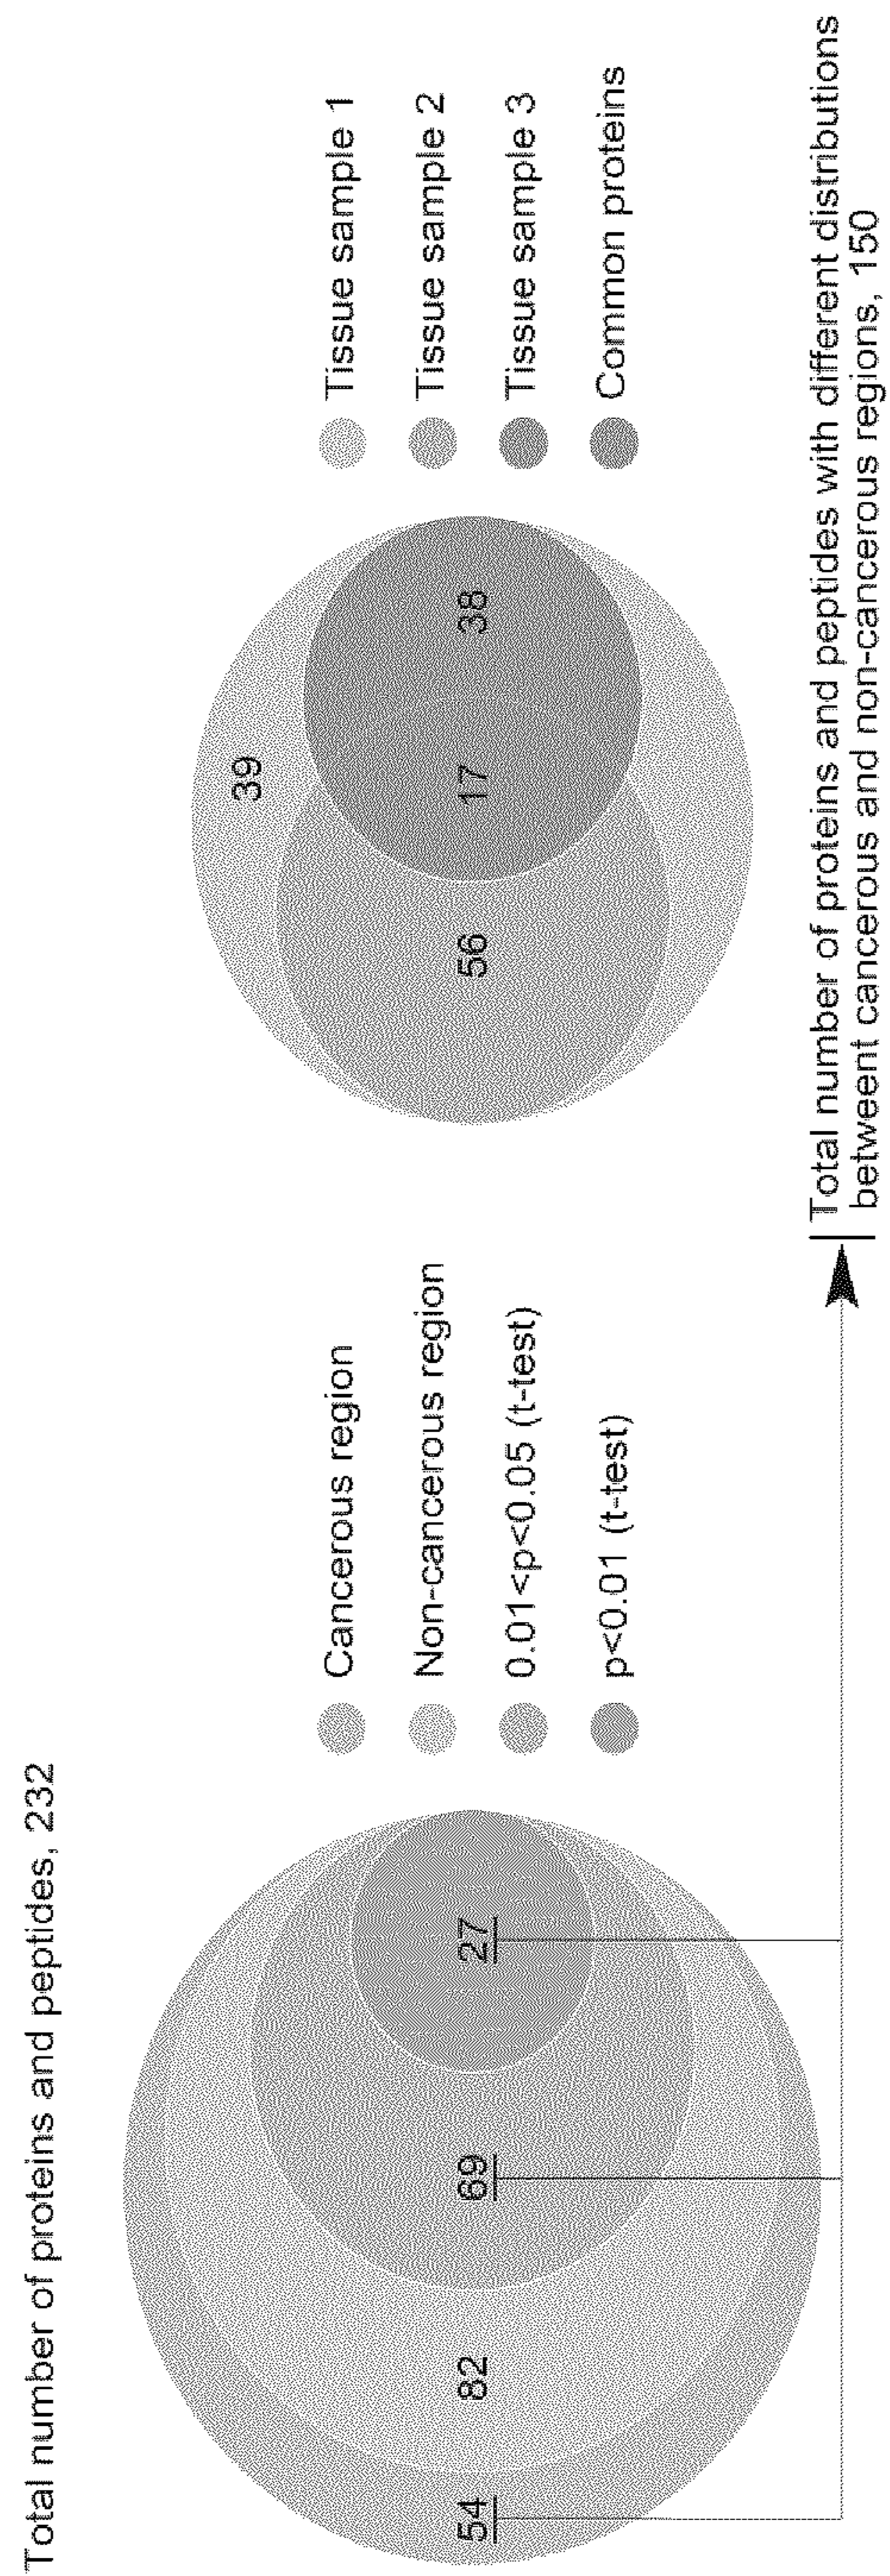 Total number of proteins and peptides, 232
54
82
69
27
Cancerous region
Non-cancerous region
0.01<p<0.05 (t-test)
p<0.01 (t-test)
39
56
17
38
Tissue sample 1
Tissue sample 2
Tissue sample 3
Common proteins
Total number of proteins and peptides with different distributions
between cancerous and non-cancerous regions, 150